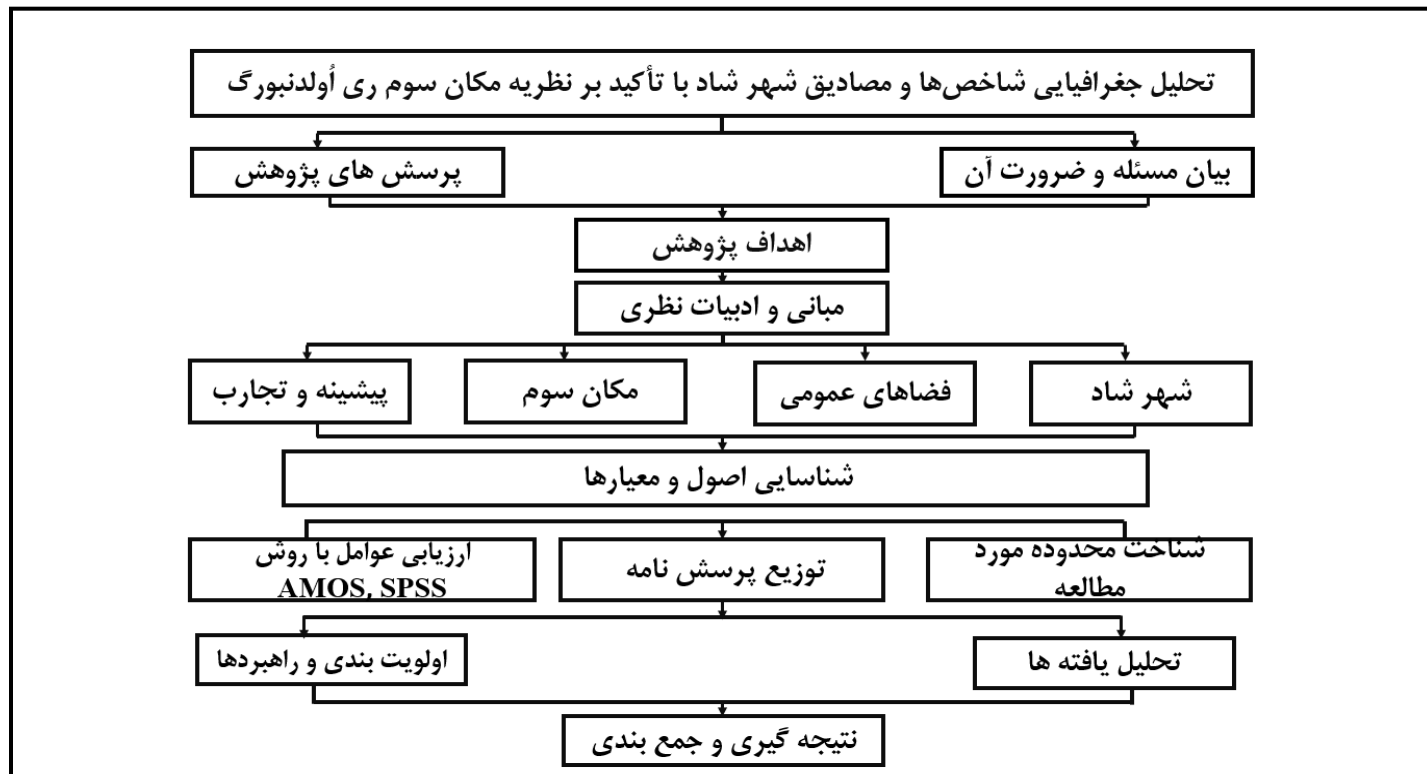 تحلیل جغرافیایی شاخص‌ها و مصادیق شهر شاد با تأکید بر نظریه مکان سوم ری اُولدنبورگ
بیان مسئله و ضرورت آن
پرسش های پژوهش
اهداف پژوهش
مبانی و ادبیات نظری
شهر شاد
فضاهای عمومی
مکان سوم
پیشینه و تجارب
شناسایی اصول و معیارها
شناخت محدوده مورد
مطالعه
توزیع پرسش نامه
ارزیابی عوامل با روش
AMOS, SPSS
تحلیل یافته ها
اولویت بندی و راهبردها
نتیجه گیری و جمع بندی